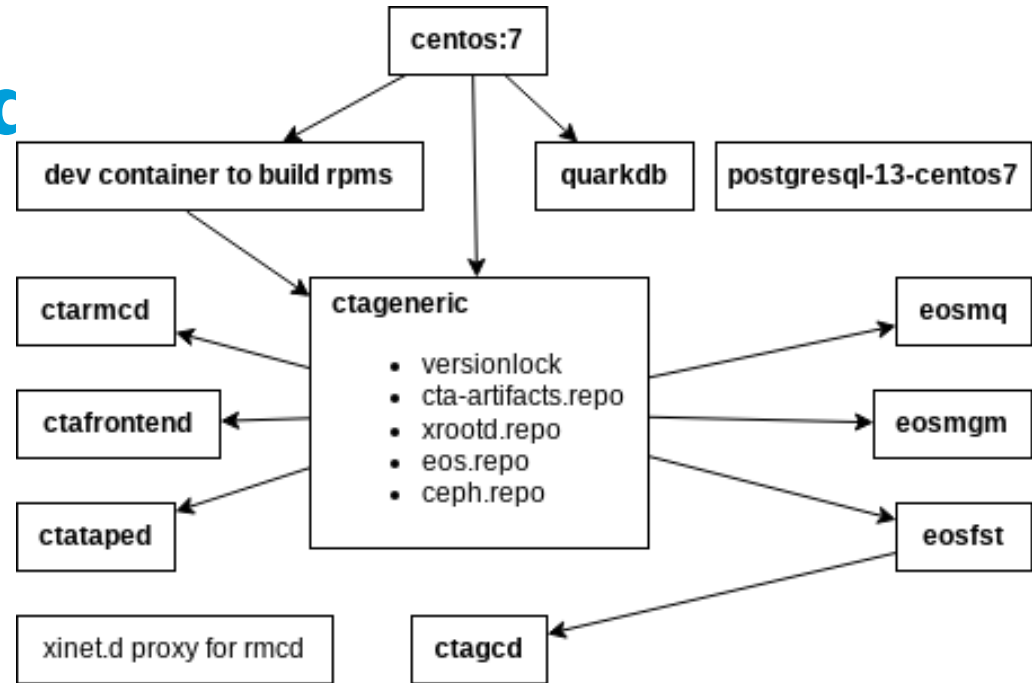 centos:7
dev container to build rpms
quarkdb
postgresql-13-centos7
ctarmcd
ctageneric
versionlock
cta-artifacts.repo
xrootd.repo
eos.repo
ceph.repo
eosmq
ctafrontend
eosmgm
ctataped
eosfst
xinet.d proxy for rmcd
ctagcd